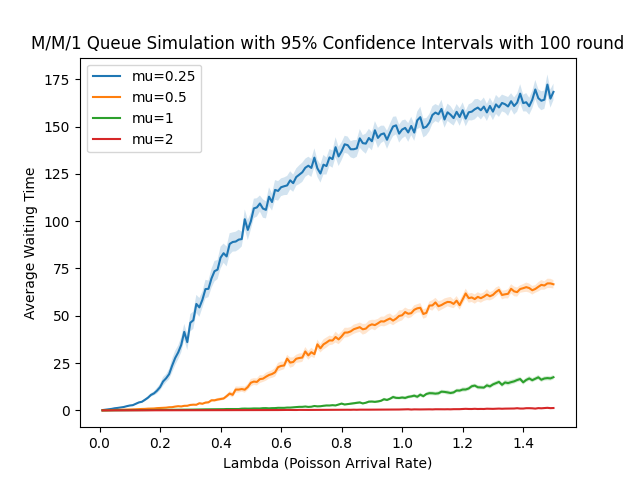 M/M/1 Queue Simulation with 95% Confidence Intervals with 100 round
mu=0.25
mu=0.5
mu=1
mu=2
Average Waiting Time
175
150
125
100
75
50
25
0
0.0 0.2 0.4 0.6 0.8 1.0 1.2 1.4
Lambda (Poisson Arrival Rate)